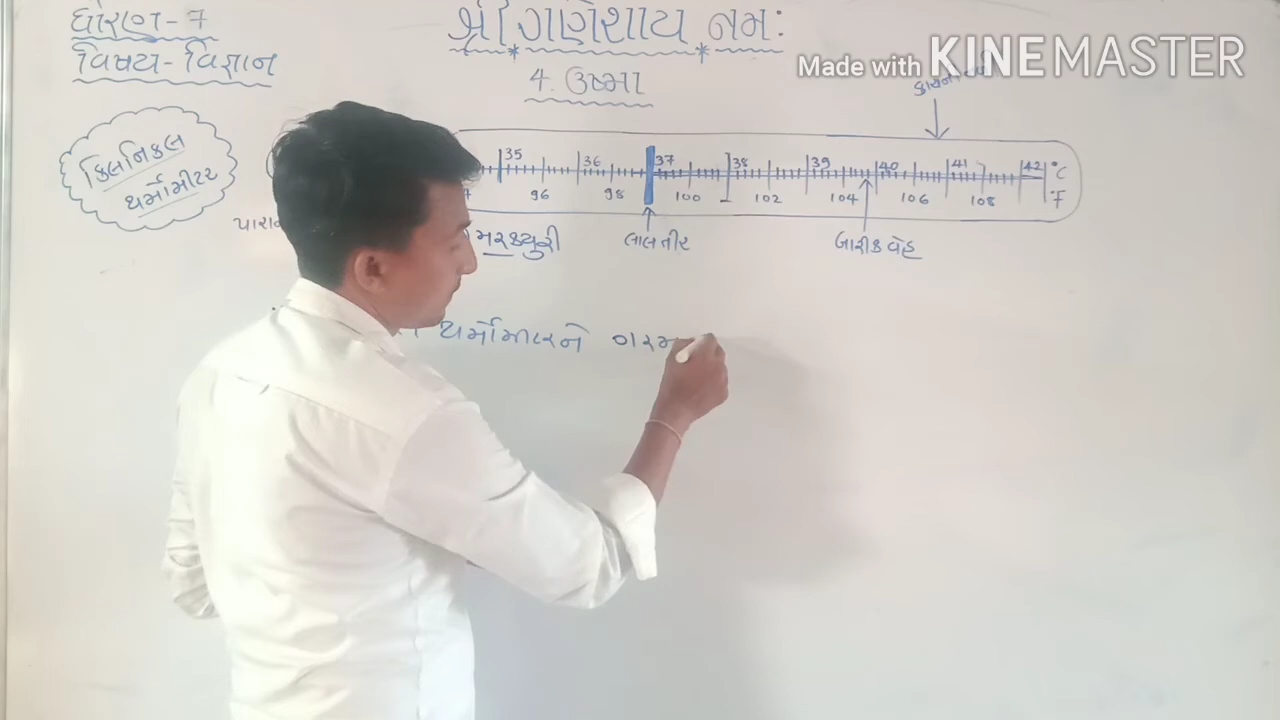 ધોરણ - 7
શ્રી ગણેશાય નમઃ
વિષય - વિજ્ઞાન
Made with KINEMASTER
4. ઉષ્મા
ક્લિનિકલ
થર્મોમીટર
35 36 37 38 39 40 41 42 °C
96 98 100 102 104 106 108 °F
મરક્યુરી લાલ તીર બારીક વેહ
થર્મોમીટરને